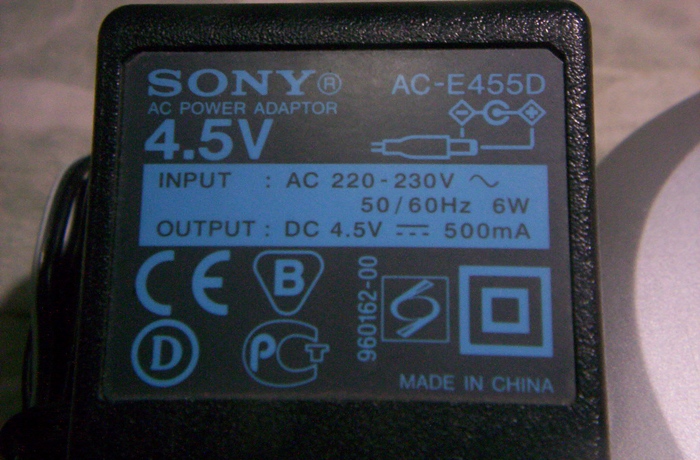 SONY®
AC-E455D
AC POWER ADAPTOR
4.5V
INPUT : AC 220-230V ~
50/60Hz 6W
OUTPUT : DC 4.5V ⎓ 500mA
CE
B
960162-00
D
PCT
MADE IN CHINA